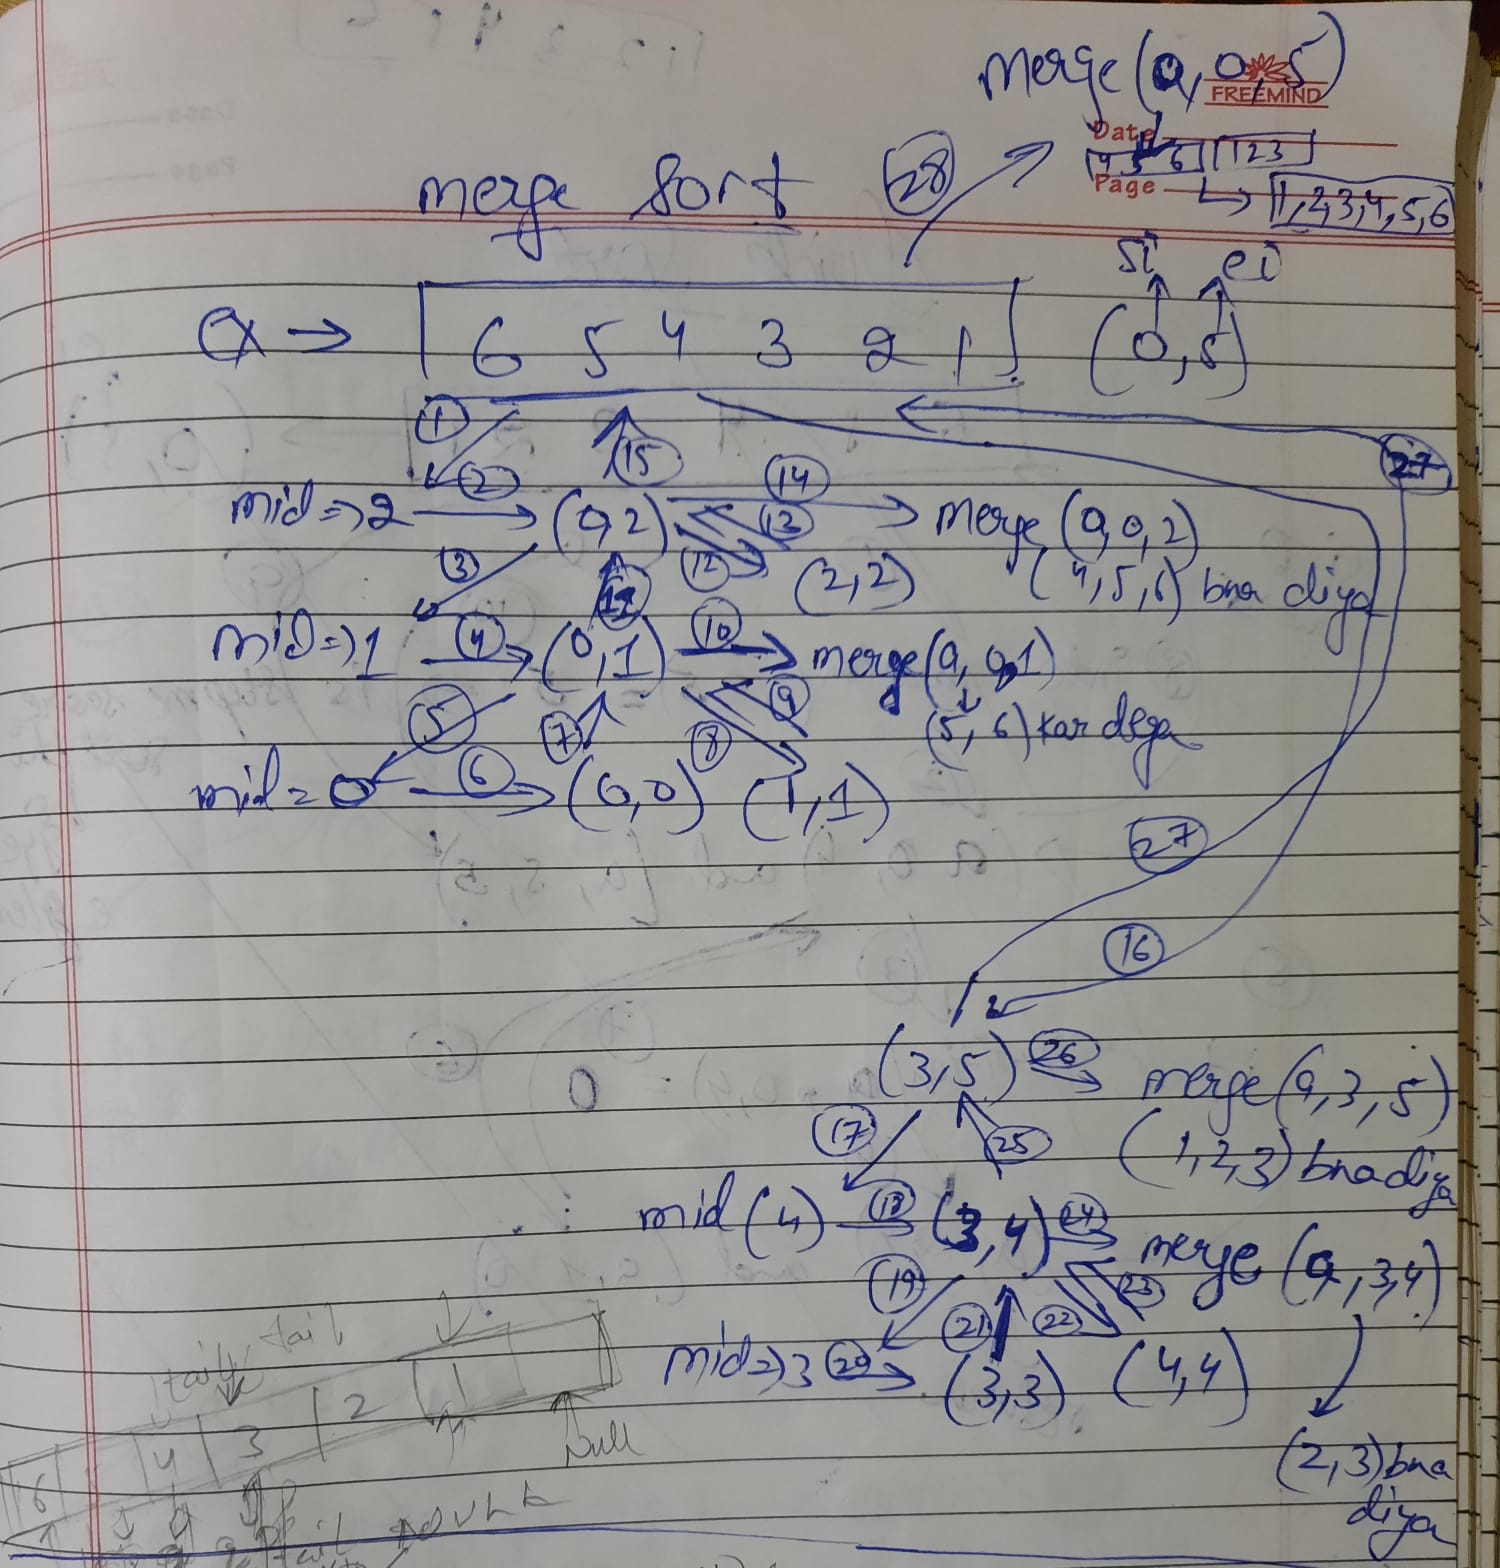 merge (a, 0, 5)
FREEMIND
Date
4 5 6 | 1 2 3
Page
1, 2, 3, 4, 5, 6
merge sort
28
si ei
a → 6 5 4 3 2 1 (0, 5)
1
15
27
mid => 2 2 (0, 2) 14 merge (a, 0, 2)
13
3 12 (2, 2) (4, 5, 6) bna diya
mid => 1 4 (0, 1) 10 merge (a, 0, 1)
9
5 7 8 (5, 6) kar dega
mid = 0 6 (0, 0) (1, 1)
27
16
(3, 5) 26 merge (a, 3, 5)
17 25 (1, 2, 3) bna diya
mid (4) 18 (3, 4) 24 merge (a, 3, 4)
19 21 22 23
mid => 3 20 (3, 3) (4, 4)
(2, 3) bna
diya
tail
tail
6 4 3 2 1
null
tail